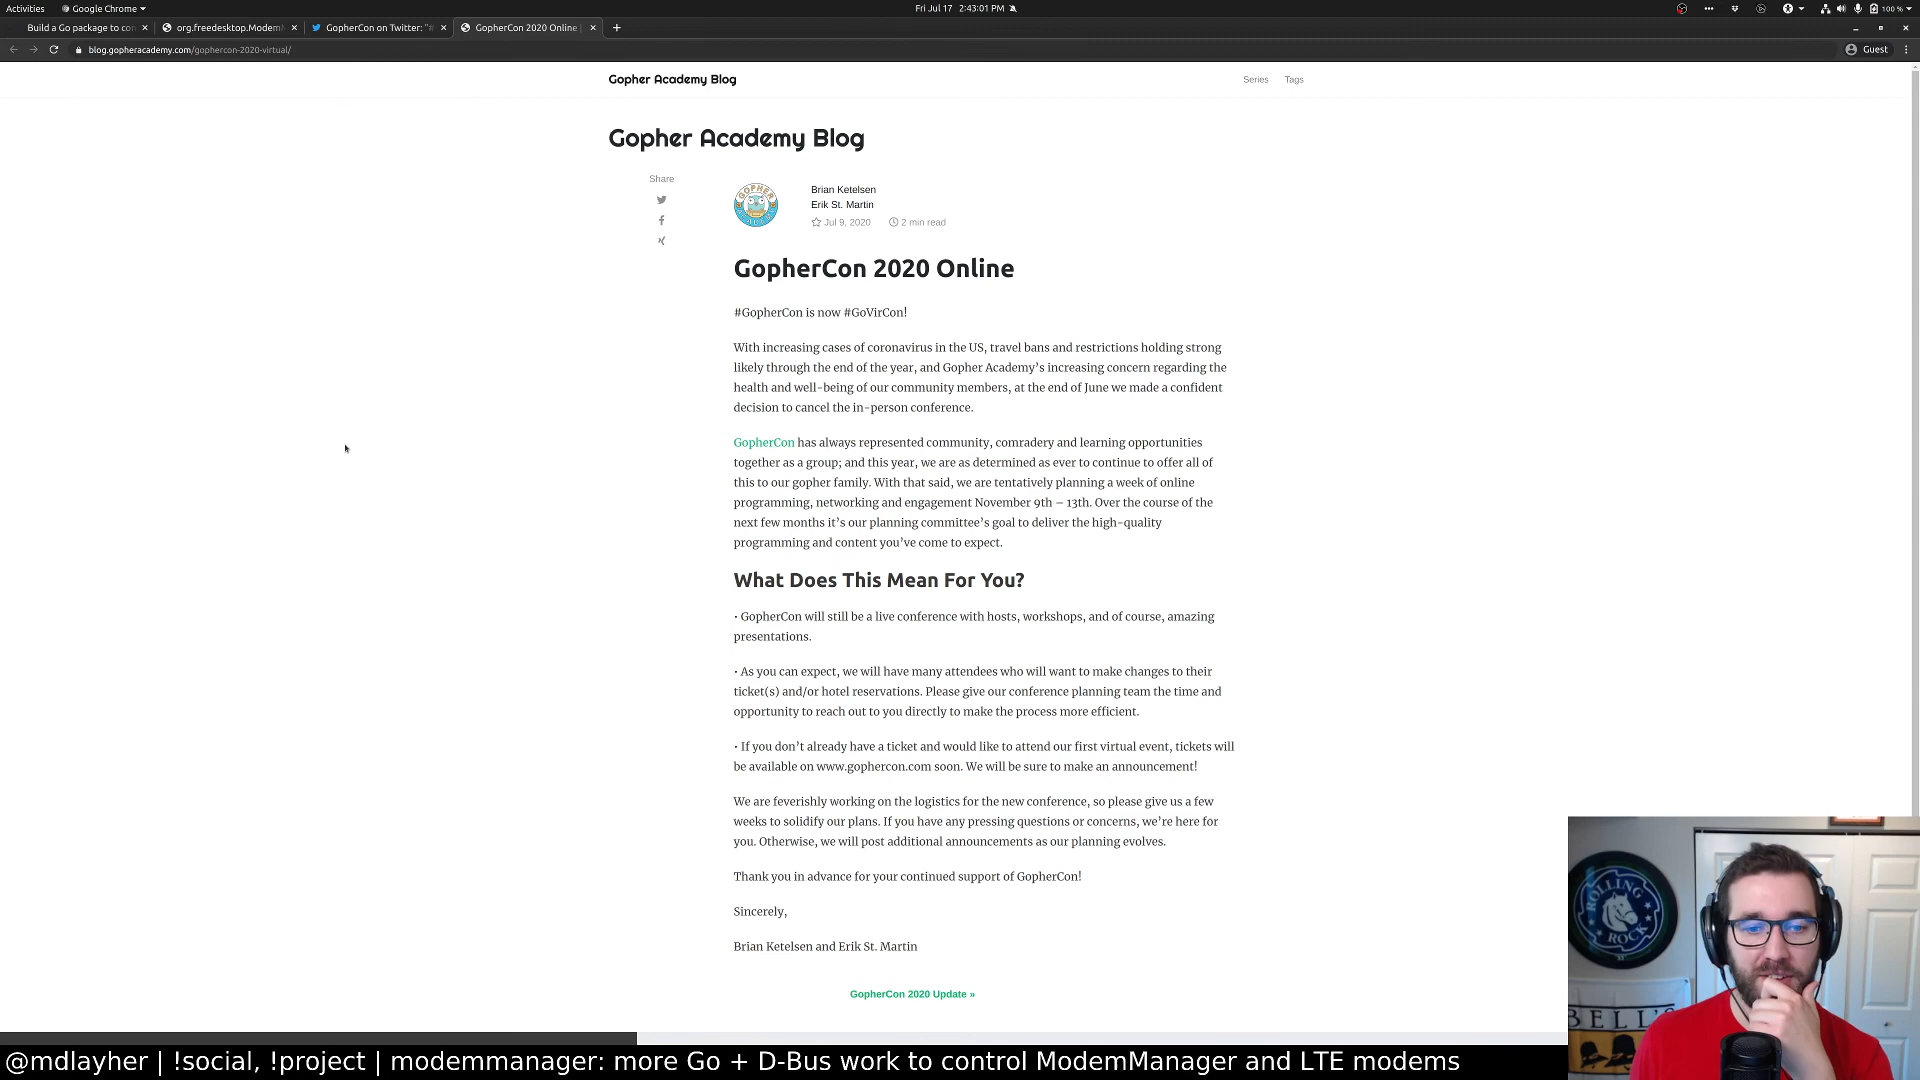 Activities
Google Chrome
Fri Jul 17 2:43:01 PM
100 %
Build a Go package to con
org.freedesktop.Modem
GopherCon on Twitter: "#
GopherCon 2020 Online |
blog.gopheracademy.com/gophercon-2020-virtual/
Guest
Gopher Academy Blog
Series
Tags
Gopher Academy Blog
Share
Brian Ketelsen
Erik St. Martin
Jul 9, 2020
2 min read
GopherCon 2020 Online
#GopherCon is now #GoVirCon!
With increasing cases of coronavirus in the US, travel bans and restrictions holding strong
likely through the end of the year, and Gopher Academy’s increasing concern regarding the
health and well-being of our community members, at the end of June we made a confident
decision to cancel the in-person conference.
GopherCon has always represented community, comradery and learning opportunities
together as a group; and this year, we are as determined as ever to continue to offer all of
this to our gopher family. With that said, we are tentatively planning a week of online
programming, networking and engagement November 9th – 13th. Over the course of the
next few months it’s our planning committee’s goal to deliver the high-quality
programming and content you’ve come to expect.
What Does This Mean For You?
• GopherCon will still be a live conference with hosts, workshops, and of course, amazing
presentations.
• As you can expect, we will have many attendees who will want to make changes to their
ticket(s) and/or hotel reservations. Please give our conference planning team the time and
opportunity to reach out to you directly to make the process more efficient.
• If you don’t already have a ticket and would like to attend our first virtual event, tickets will
be available on www.gophercon.com soon. We will be sure to make an announcement!
We are feverishly working on the logistics for the new conference, so please give us a few
weeks to solidify our plans. If you have any pressing questions or concerns, we’re here for
you. Otherwise, we will post additional announcements as our planning evolves.
Thank you in advance for your continued support of GopherCon!
Sincerely,
Brian Ketelsen and Erik St. Martin
GopherCon 2020 Update »
ROLLING
ROCK
BELL'S
@mdlayher | !social, !project | modemmanager: more Go + D-Bus work to control ModemManager and LTE modems